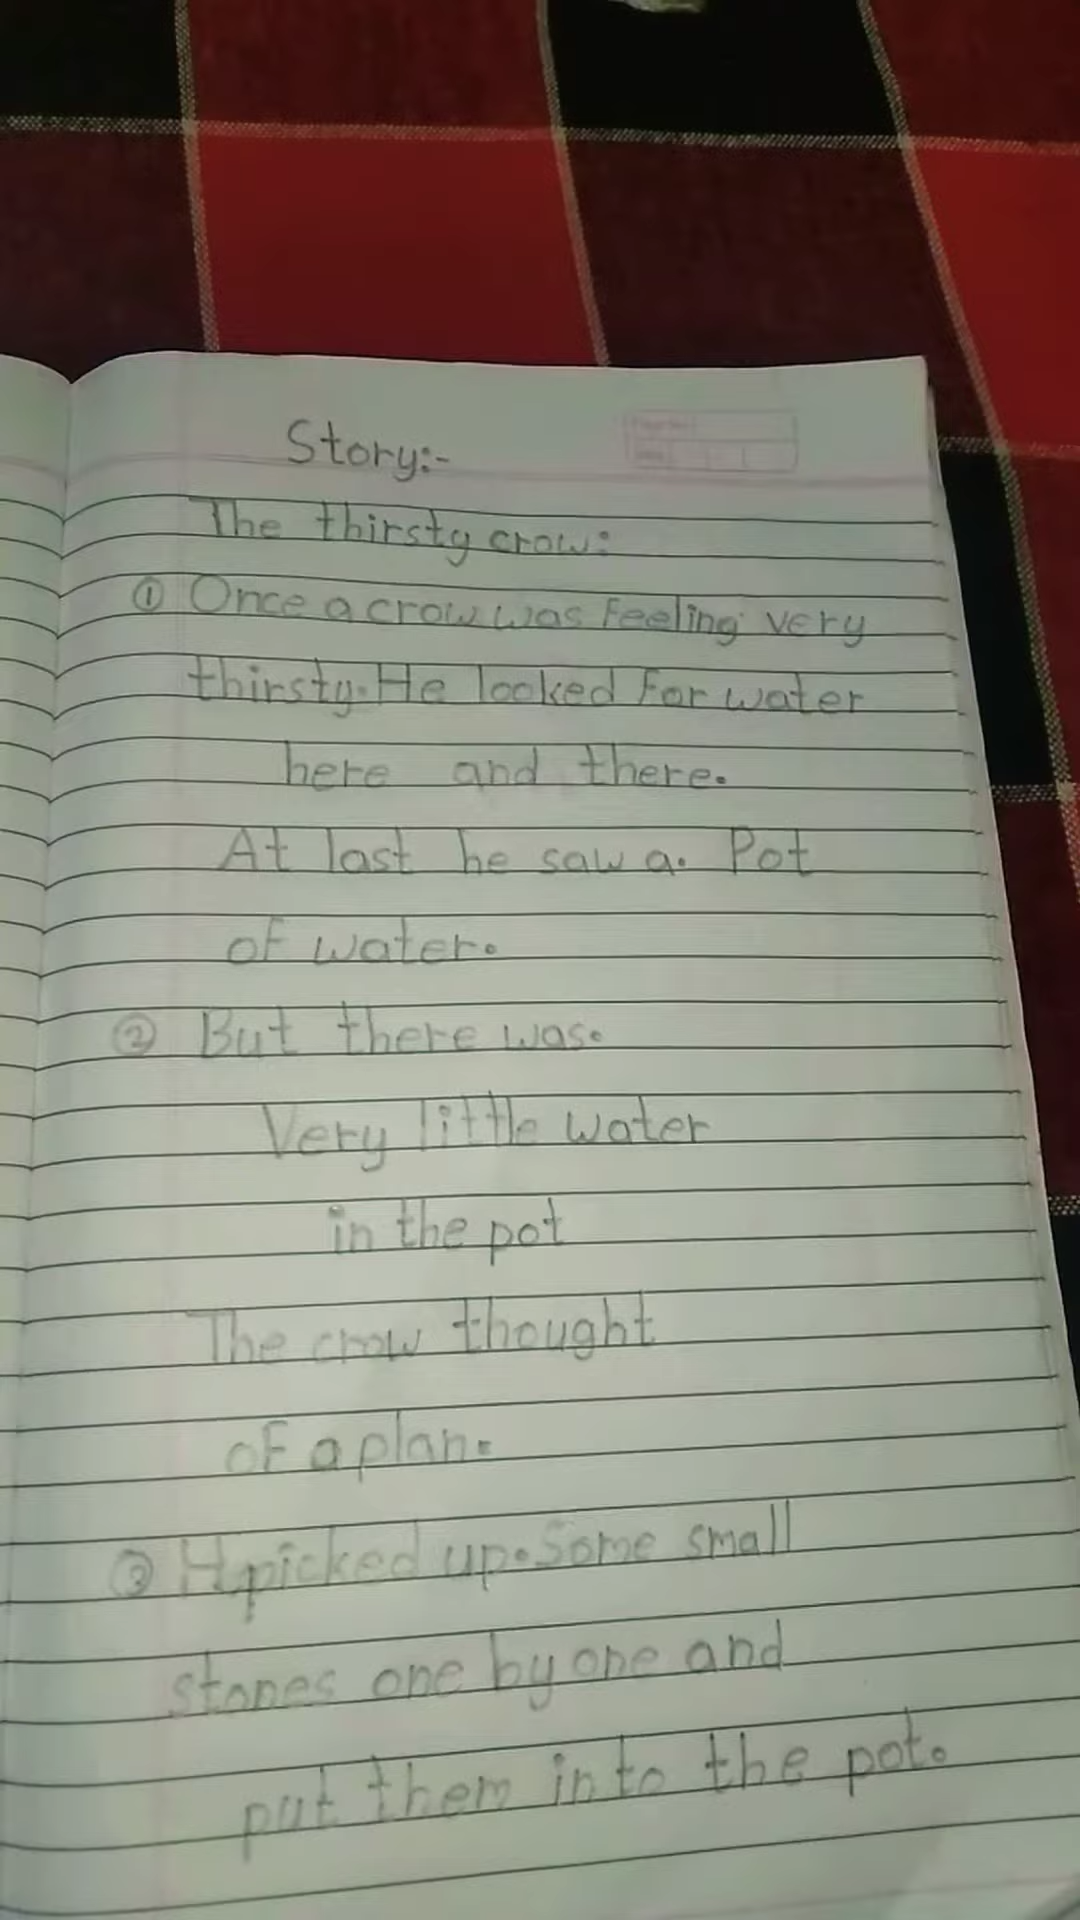 Story:-
The thirsty crow:
① Once a crow was feeling very
thirsty. He looked for water
here and there.
At last he saw a. Pot
of water.
② But there was.
Very little water
in the pot
The crow thought
of a plan.
③ H picked up. Some small
stones one by one and
put them into the pot.